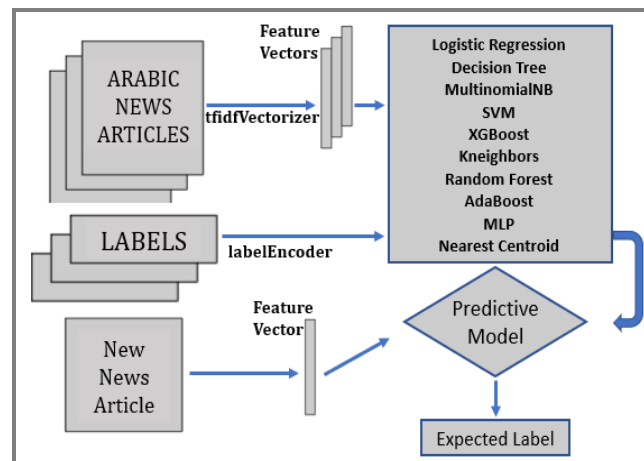 ARABIC
NEWS
ARTICLES
tfidfVectorizer
Feature
Vectors
Logistic Regression
Decision Tree
MultinomialNB
SVM
XGBoost
Kneighbors
Random Forest
AdaBoost
MLP
Nearest Centroid
LABELS
labelEncoder
New
News
Article
Feature
Vector
Predictive
Model
Expected Label